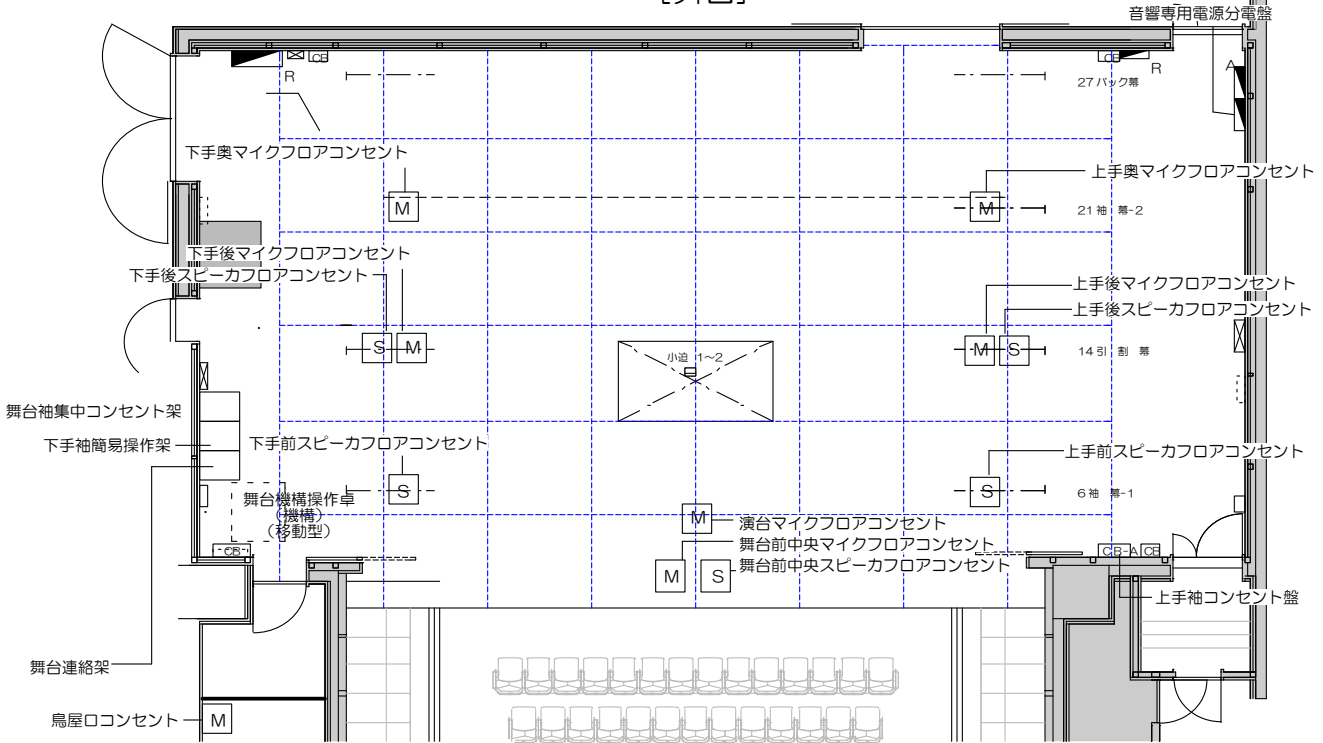 音響専用電源分電盤
CB
R
CB
R
A
27 バック幕
下手奥マイクフロアコンセント
上手奥マイクフロアコンセント
M
M
21 袖 幕-2
下手後マイクフロアコンセント
下手後スピーカフロアコンセント
上手後マイクフロアコンセント
上手後スピーカフロアコンセント
S
M
M
S
14 引 割 幕
小迫 1～2
舞台袖集中コンセント架
下手袖簡易操作架
下手前スピーカフロアコンセント
上手前スピーカフロアコンセント
S
S
6 袖 幕-1
舞台機構操作卓
(機構)
(移動型)
M
演台マイクフロアコンセント
舞台前中央マイクフロアコンセント
舞台前中央スピーカフロアコンセント
CB
CB-A
CB
M
S
上手袖コンセント盤
舞台連絡架
鳥屋口コンセント
M